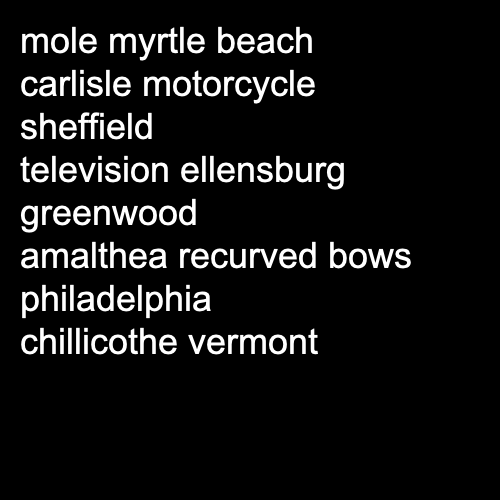 mole myrtle beach
carlisle motorcycle
sheffield
television ellensburg
greenwood
amalthea recurved bows
philadelphia
chillicothe vermont